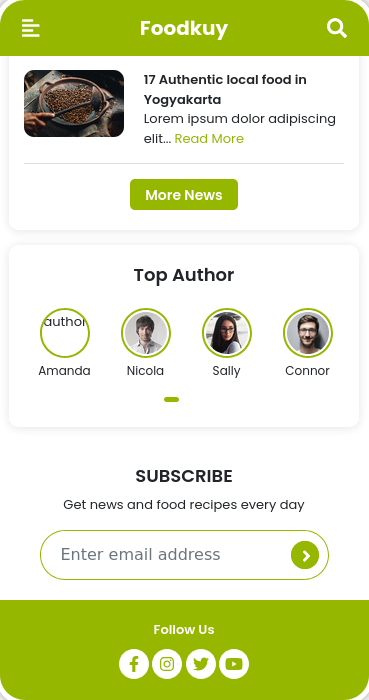 Foodkuy
17 Authentic local food in
Yogyakarta
Lorem ipsum dolor adipiscing
elit... Read More
More News
Top Author
author
Amanda
Nicola
Sally
Connor
SUBSCRIBE
Get news and food recipes every day
Enter email address
Follow Us